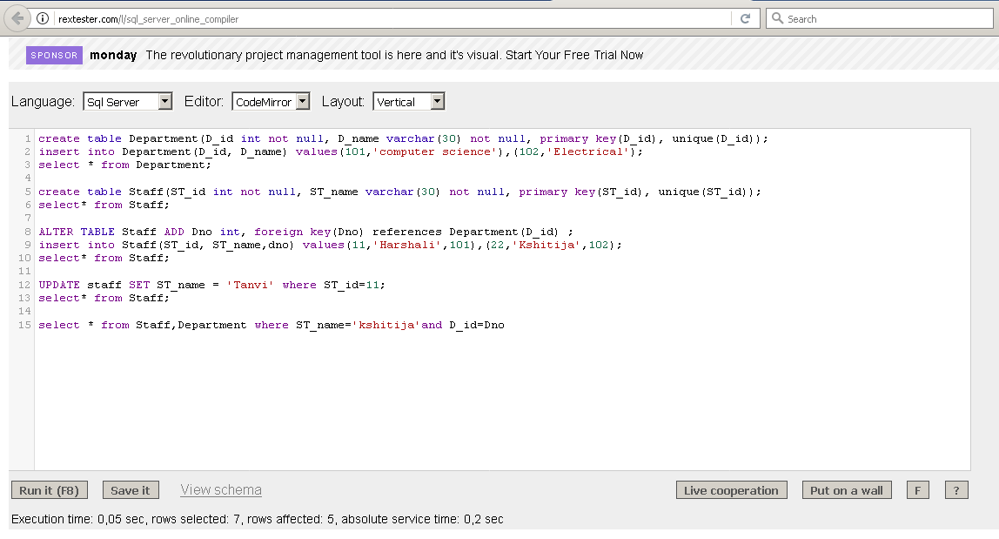 rextester.com/l/sql_server_online_compiler
Search
SPONSOR monday The revolutionary project management tool is here and it's visual. Start Your Free Trial Now
Language: Sql Server Editor: CodeMirror Layout: Vertical
1 create table Department(D_id int not null, D_name varchar(30) not null, primary key(D_id), unique(D_id));
2 insert into Department(D_id, D_name) values(101,'computer science'),(102,'Electrical');
3 select * from Department;
4
5 create table Staff(ST_id int not null, ST_name varchar(30) not null, primary key(ST_id), unique(ST_id));
6 select* from Staff;
7
8 ALTER TABLE Staff ADD Dno int, foreign key(Dno) references Department(D_id) ;
9 insert into Staff(ST_id, ST_name,dno) values(11,'Harshali',101),(22,'Kshitija',102);
10 select* from Staff;
11
12 UPDATE staff SET ST_name = 'Tanvi' where ST_id=11;
13 select* from Staff;
14
15 select * from Staff,Department where ST_name='kshitija'and D_id=Dno
Run it (F8) Save it View schema Live cooperation Put on a wall F ?
Execution time: 0,05 sec, rows selected: 7, rows affected: 5, absolute service time: 0,2 sec